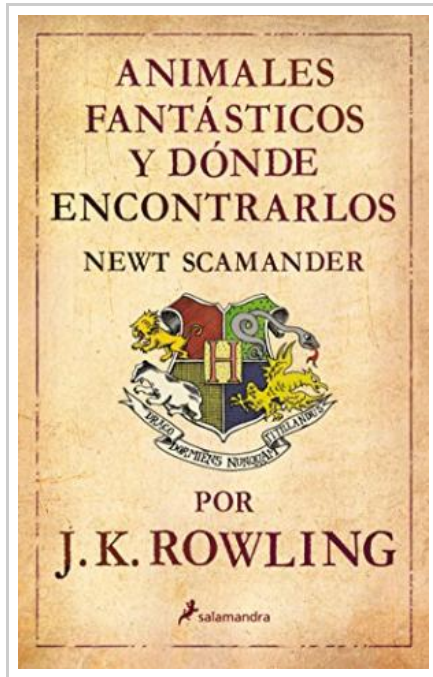 ANIMALES
FANTÁSTICOS
Y DÓNDE
ENCONTRARLOS
NEWT SCAMANDER
H
DRACO DORMIENS NUNQUAM TITILLANDUS
POR
J. K. ROWLING
salamandra